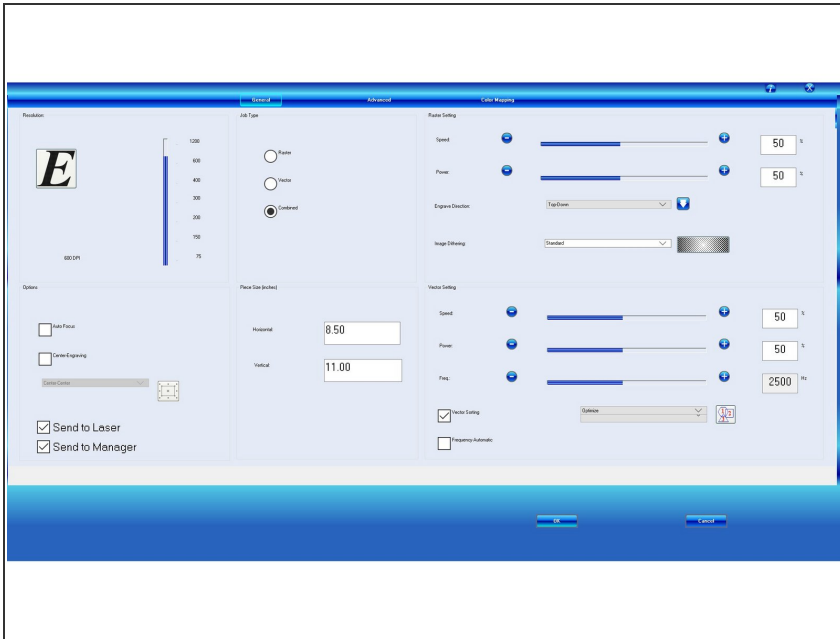 General Advanced Color Mapping
Resolution
E
1200
600
400
300
200
150
75
600 DPI
Job Type
Raster
Vector
Combined
Raster Setting
Speed: 50 %
Power: 50 %
Engrave Direction: Top-Down
Image Dithering: Standard
Options
Auto Focus
Center-Engraving
Center-Center
Send to Laser
Send to Manager
Piece Size (inches)
Horizontal: 8.50
Vertical: 11.00
Vector Setting
Speed: 50 %
Power: 50 %
Freq.: 2500 Hz
Vector Sorting Optimize
Frequency Automatic
OK Cancel